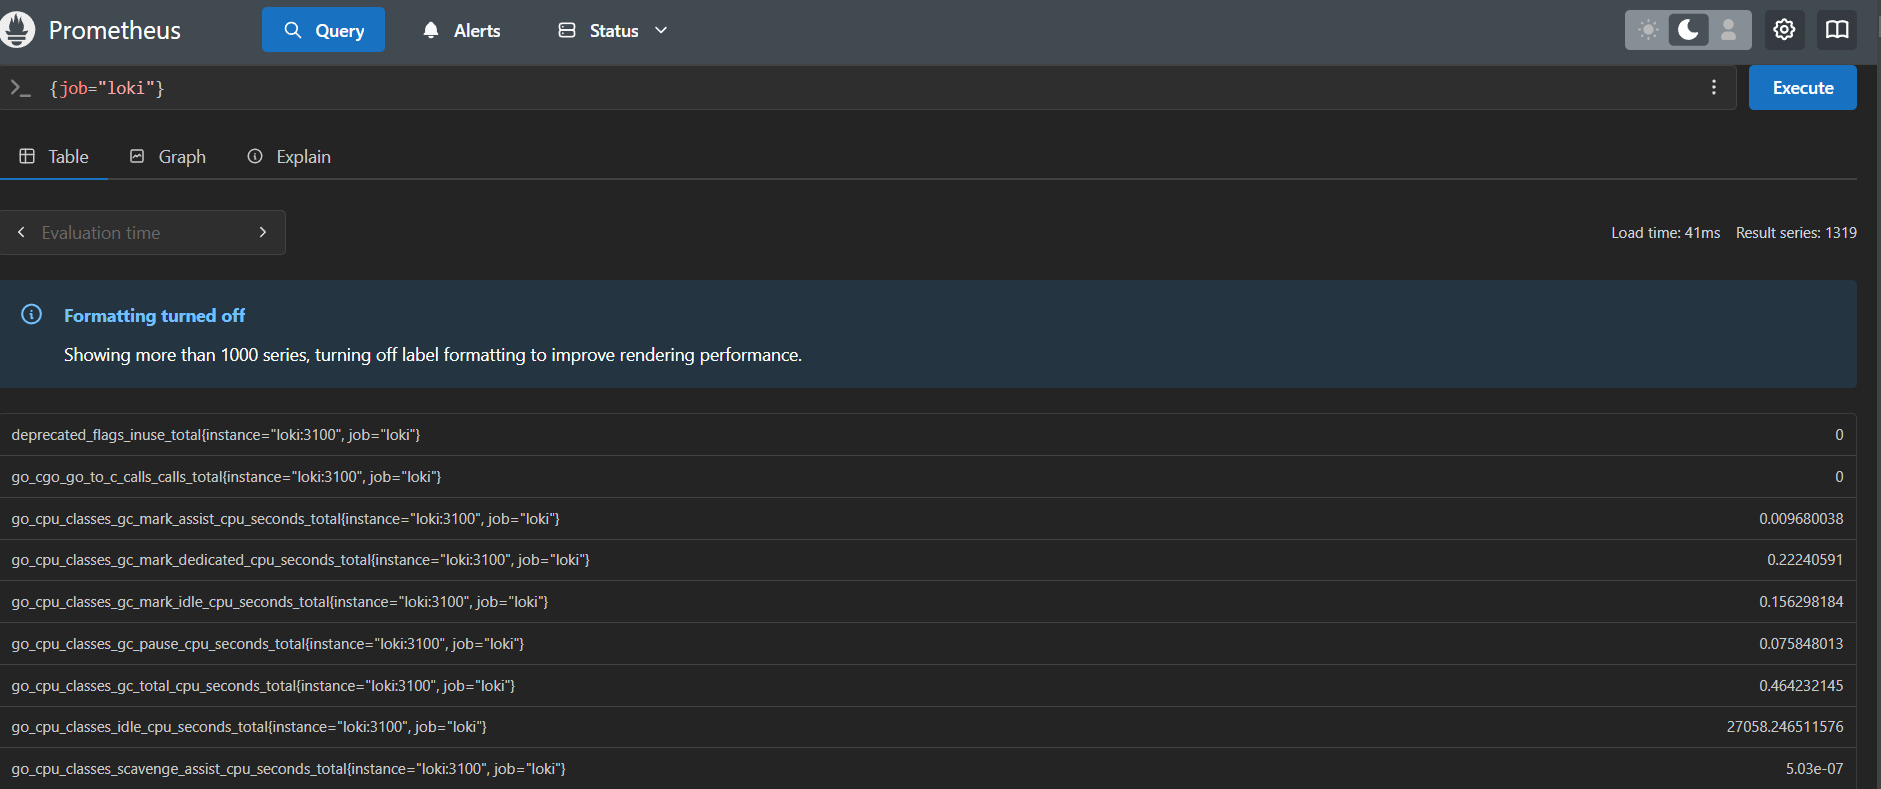 Prometheus Query Alerts Status
{job="loki"} Execute
Table Graph Explain
Evaluation time Load time: 41ms Result series: 1319
Formatting turned off
Showing more than 1000 series, turning off label formatting to improve rendering performance.
deprecated_flags_inuse_total{instance="loki:3100", job="loki"} 0
go_cgo_go_to_c_calls_calls_total{instance="loki:3100", job="loki"} 0
go_cpu_classes_gc_mark_assist_cpu_seconds_total{instance="loki:3100", job="loki"} 0.009680038
go_cpu_classes_gc_mark_dedicated_cpu_seconds_total{instance="loki:3100", job="loki"} 0.22240591
go_cpu_classes_gc_mark_idle_cpu_seconds_total{instance="loki:3100", job="loki"} 0.156298184
go_cpu_classes_gc_pause_cpu_seconds_total{instance="loki:3100", job="loki"} 0.075848013
go_cpu_classes_gc_total_cpu_seconds_total{instance="loki:3100", job="loki"} 0.464232145
go_cpu_classes_idle_cpu_seconds_total{instance="loki:3100", job="loki"} 27058.246511576
go_cpu_classes_scavenge_assist_cpu_seconds_total{instance="loki:3100", job="loki"} 5.03e-07